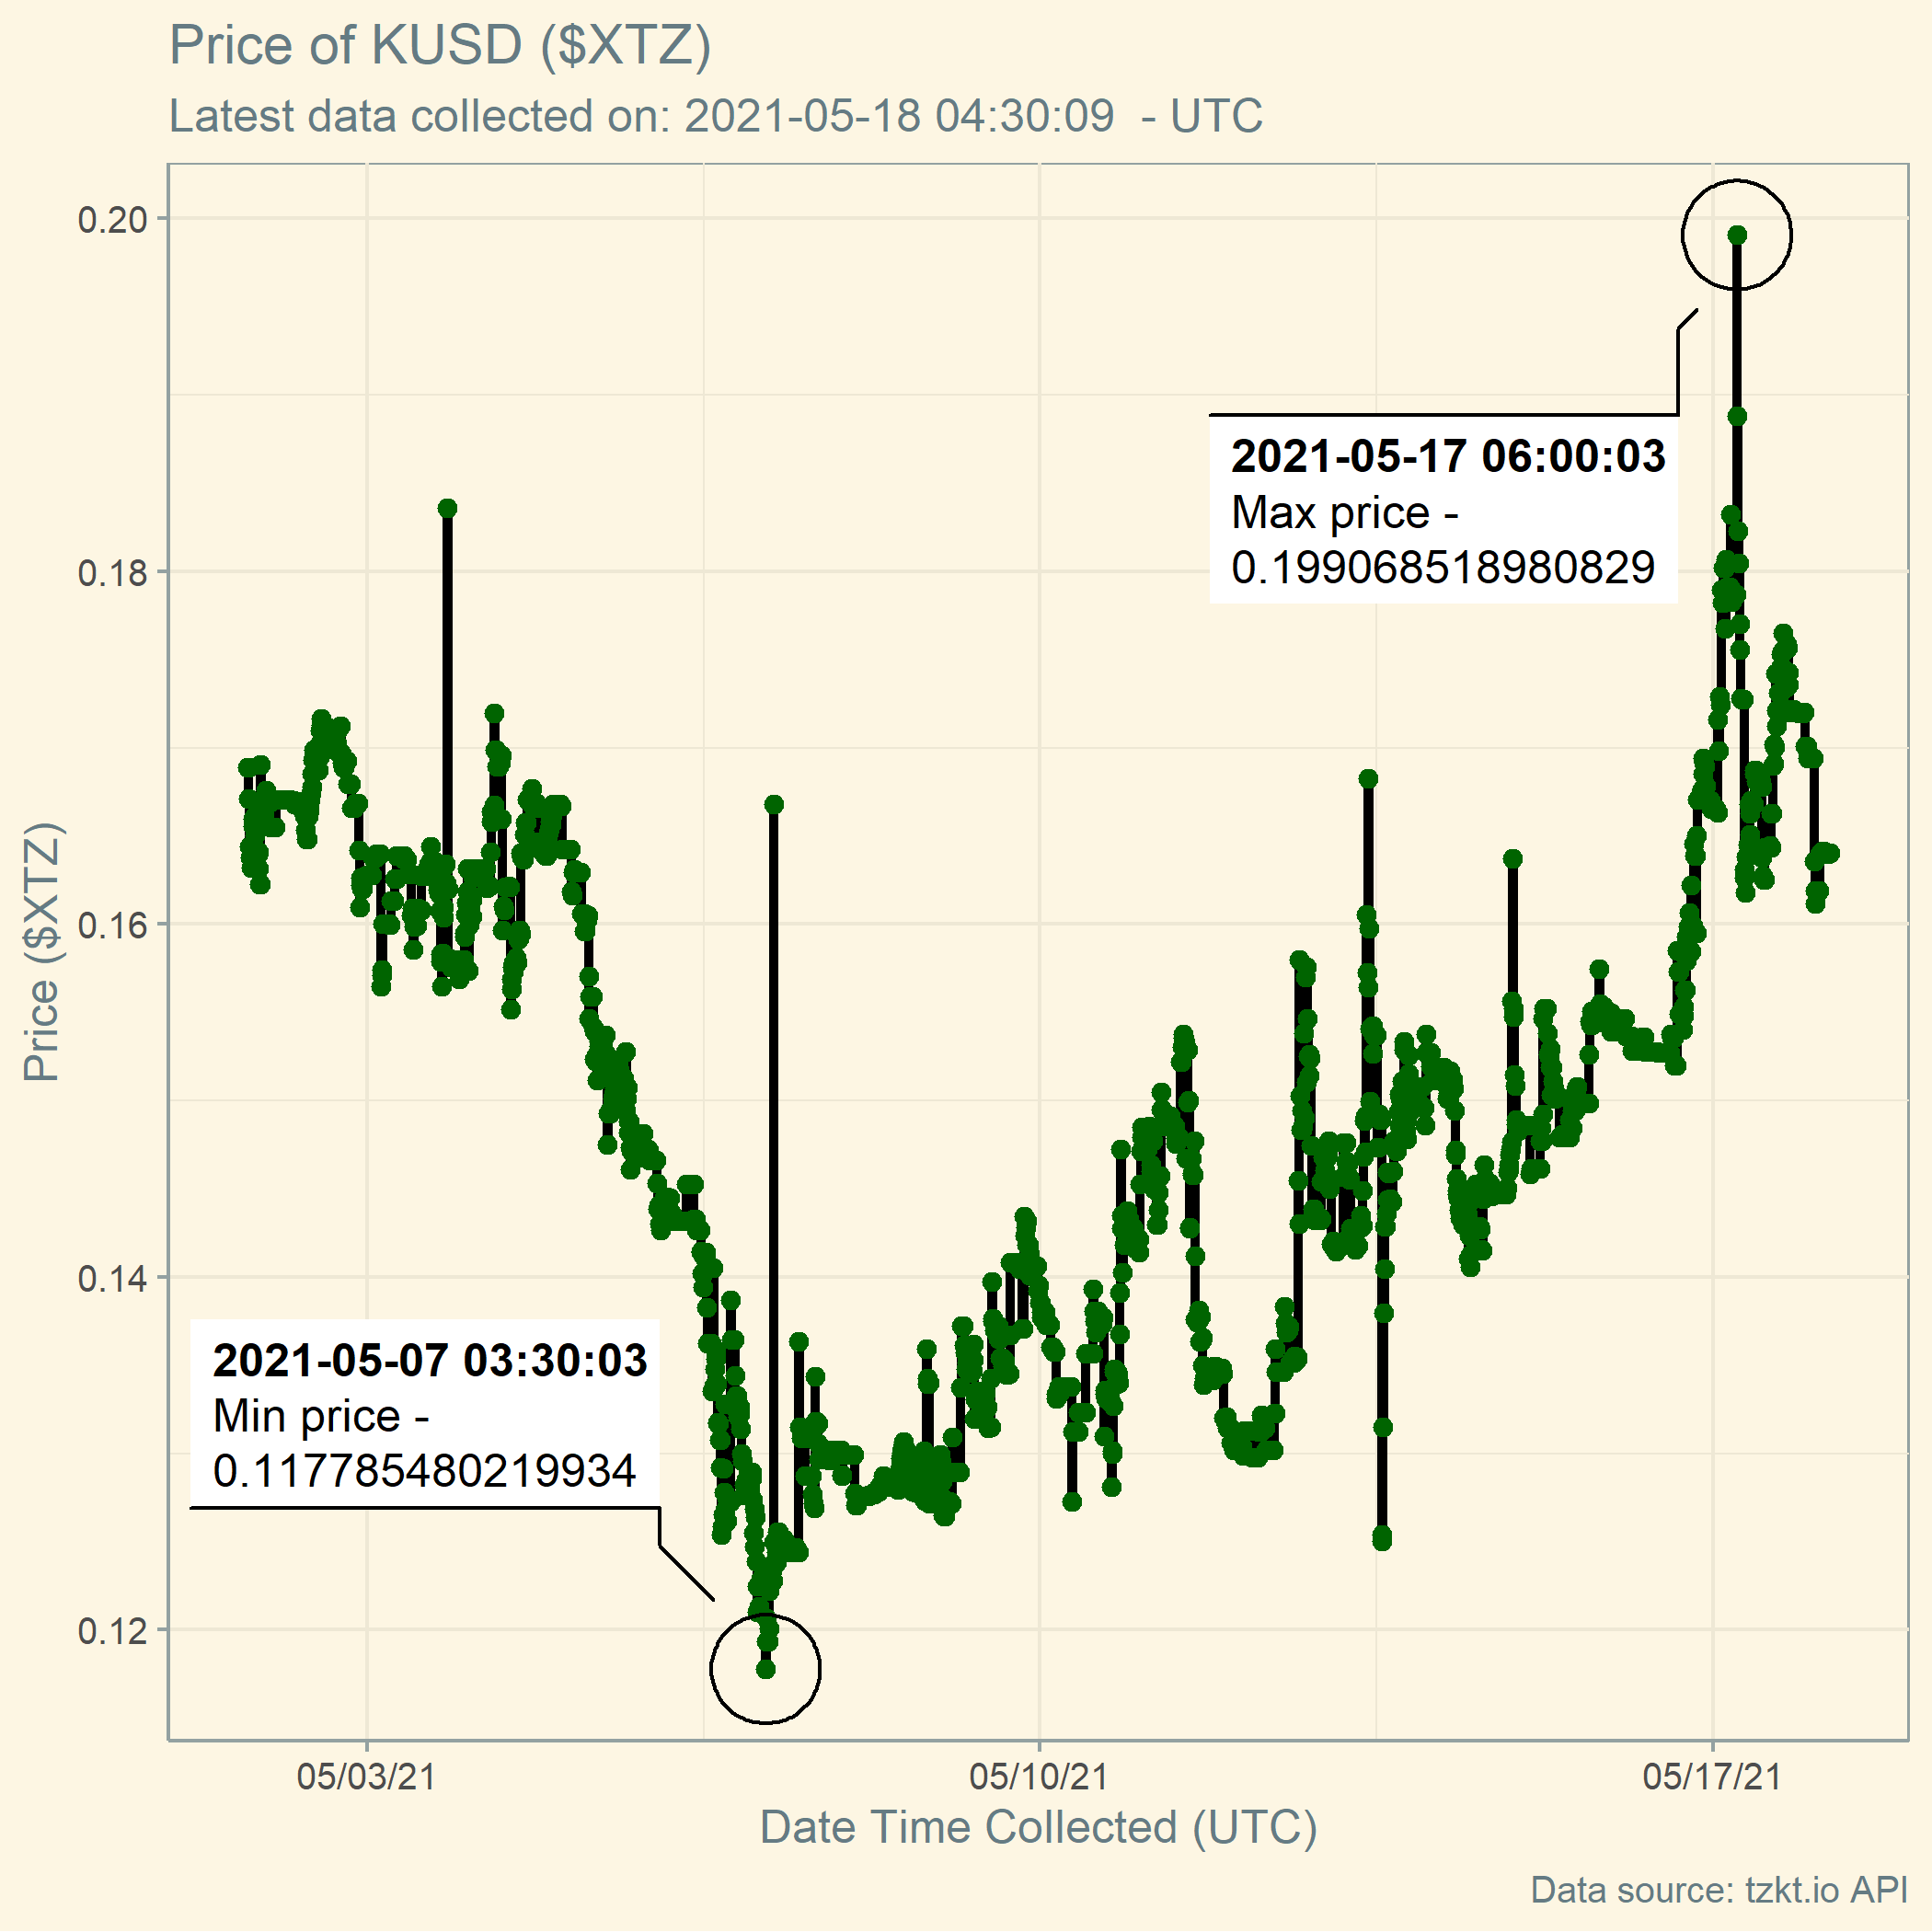 Price of KUSD ($XTZ)
Latest data collected on: 2021-05-18 04:30:09  - UTC
0.20
0.18
0.16
0.14
0.12
Price ($XTZ)
2021-05-17 06:00:03
Max price -
0.199068518980829
2021-05-07 03:30:03
Min price -
0.117785480219934
05/03/21
05/10/21
05/17/21
Date Time Collected (UTC)
Data source: tzkt.io API